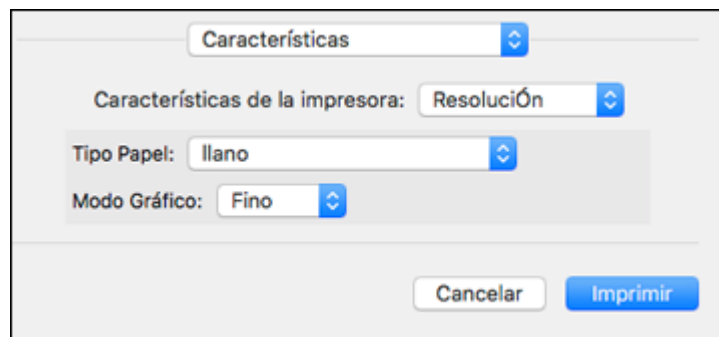 Características
Características de la impresora: ResoluciÓn
Tipo Papel: llano
Modo Gráfico: Fino
Cancelar Imprimir